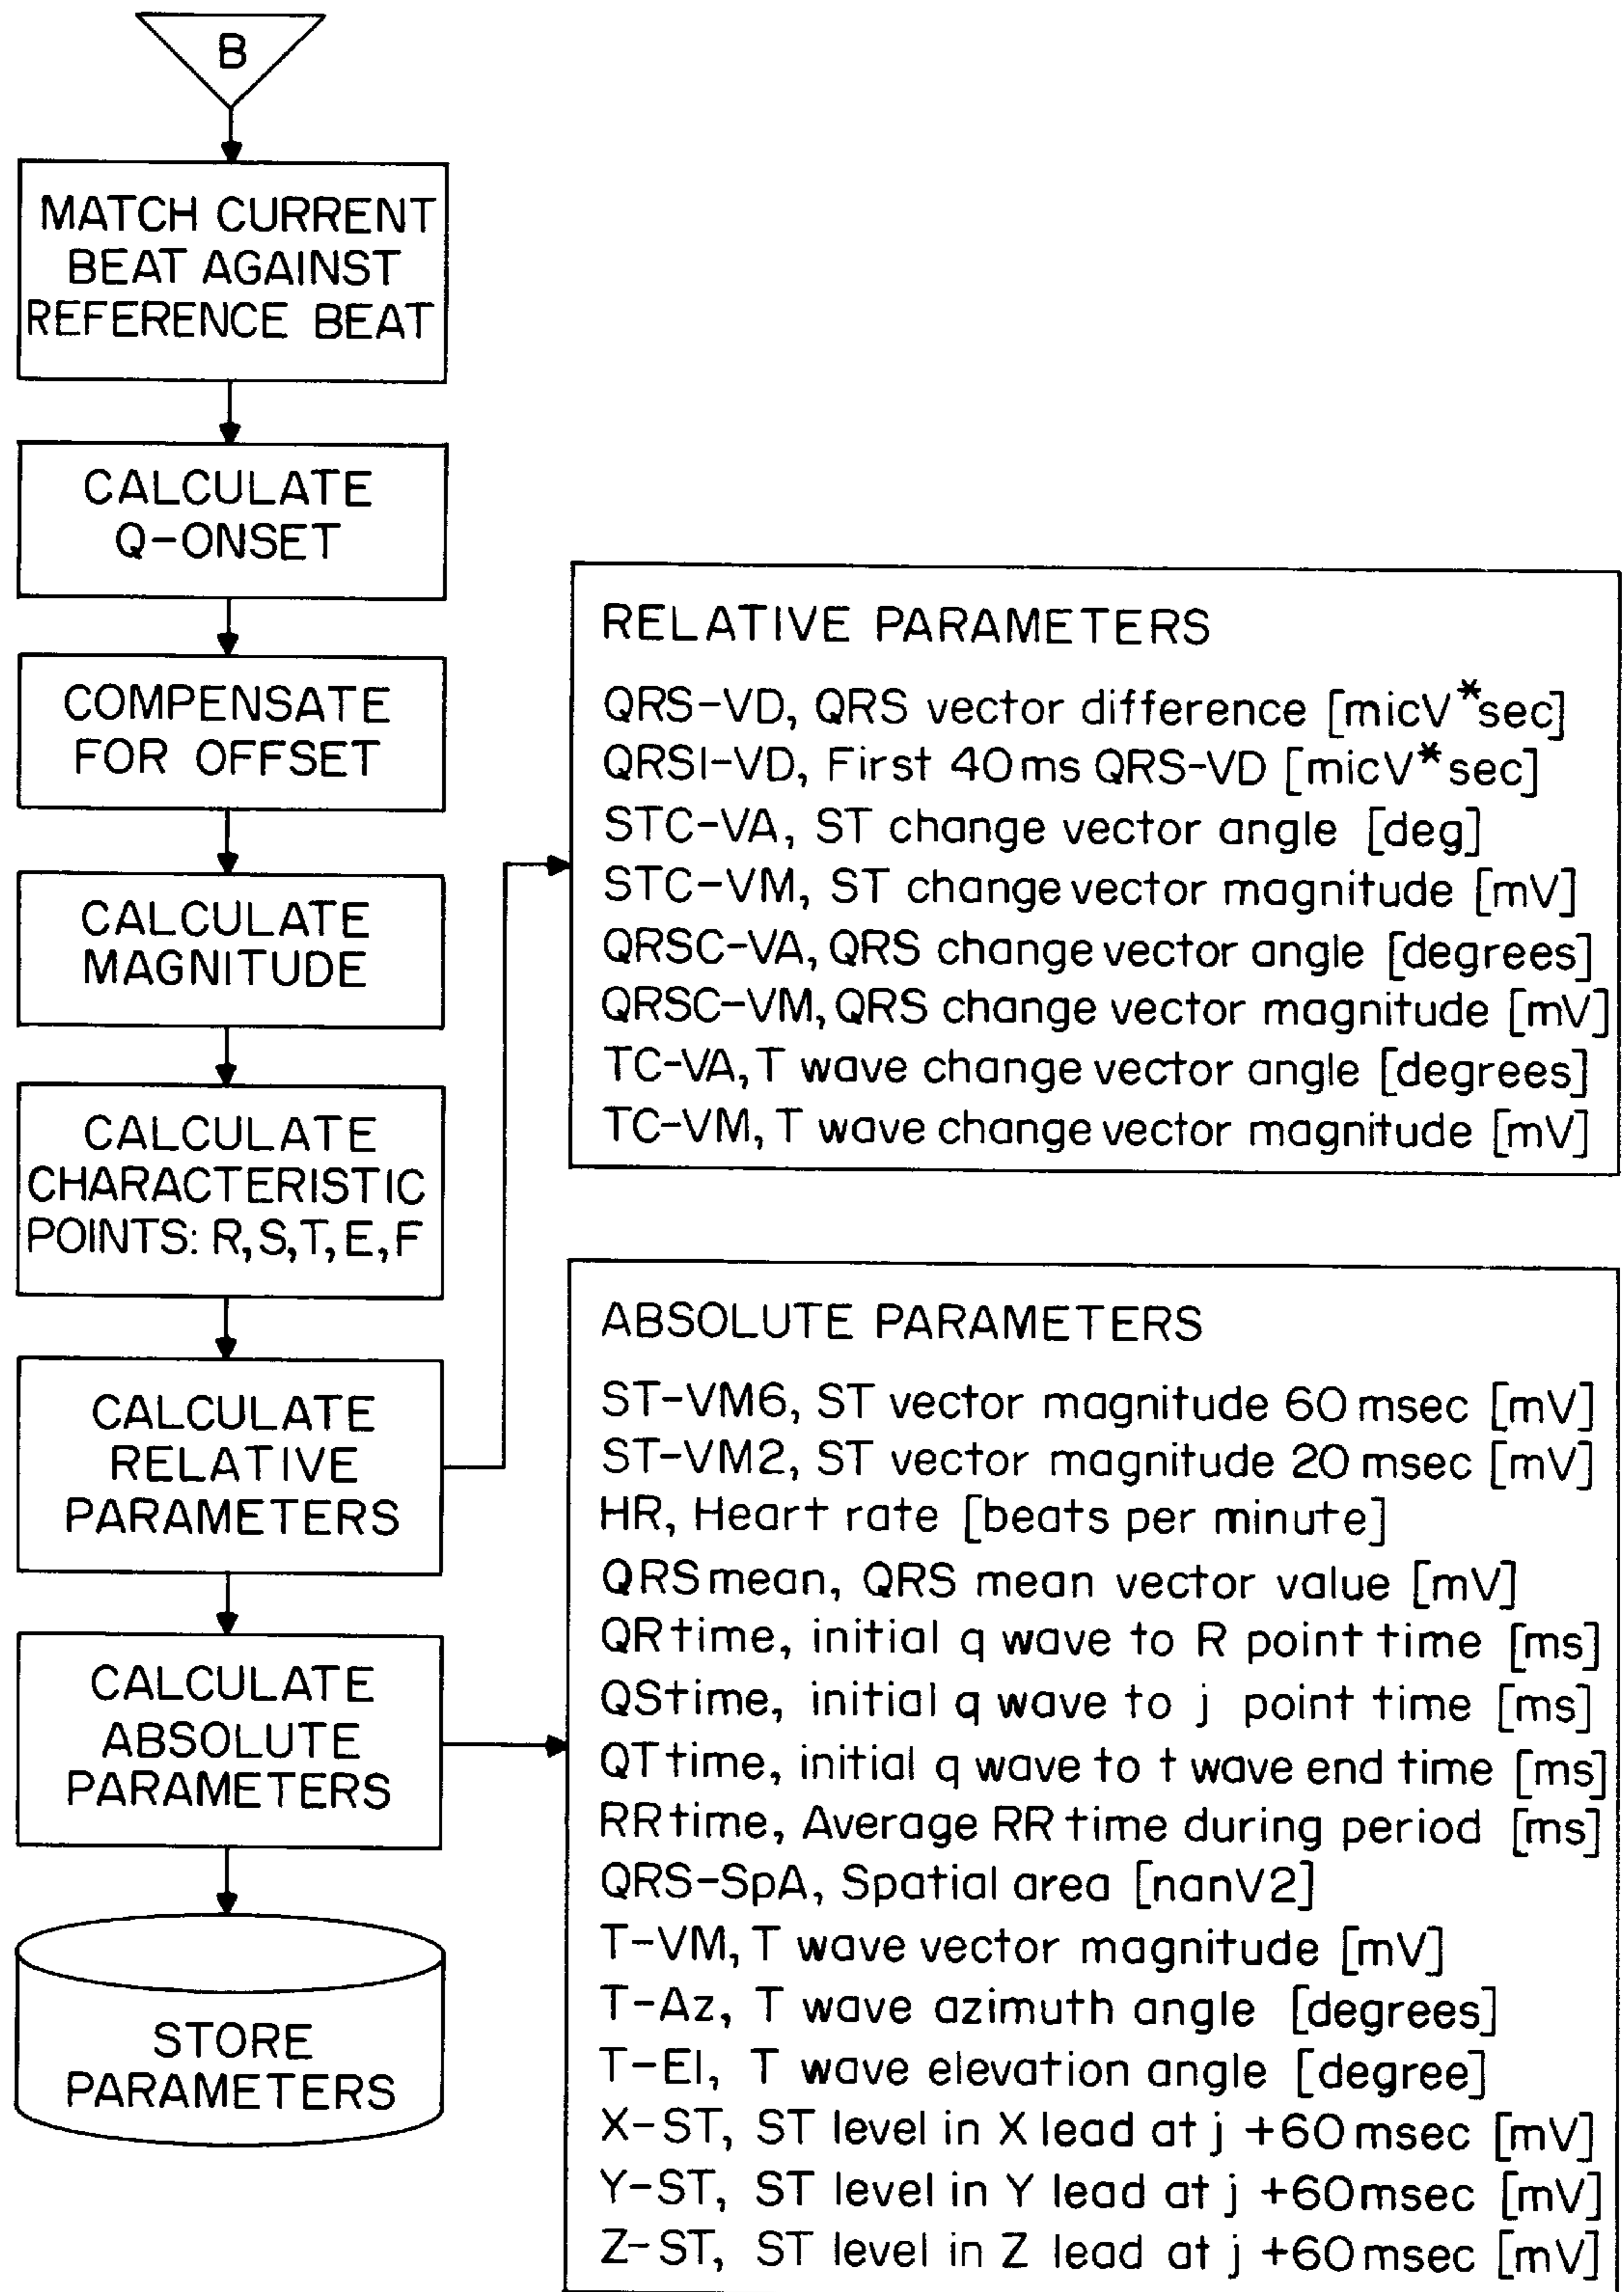 B
MATCH CURRENT
BEAT AGAINST
REFERENCE BEAT
CALCULATE
Q-ONSET
COMPENSATE
FOR OFFSET
CALCULATE
MAGNITUDE
CALCULATE
CHARACTERISTIC
POINTS: R,S,T,E,F
CALCULATE
RELATIVE
PARAMETERS
CALCULATE
ABSOLUTE
PARAMETERS
STORE
PARAMETERS
RELATIVE PARAMETERS
QRS-VD, QRS vector difference [micV*sec]
QRSI-VD, First 40ms QRS-VD [micV*sec]
STC-VA, ST change vector angle [deg]
STC-VM, ST change vector magnitude [mV]
QRSC-VA, QRS change vector angle [degrees]
QRSC-VM, QRS change vector magnitude [mV]
TC-VA, T wave change vector angle [degrees]
TC-VM, T wave change vector magnitude [mV]
ABSOLUTE PARAMETERS
ST-VM6, ST vector magnitude 60 msec [mV]
ST-VM2, ST vector magnitude 20 msec [mV]
HR, Heart rate [beats per minute]
QRSmean, QRS mean vector value [mV]
QRtime, initial q wave to R point time [ms]
QStime, initial q wave to j point time [ms]
QTtime, initial q wave to t wave end time [ms]
RRtime, Average RR time during period [ms]
QRS-SpA, Spatial area [nanV2]
T-VM, T wave vector magnitude [mV]
T-Az, T wave azimuth angle [degrees]
T-El, T wave elevation angle [degree]
X-ST, ST level in X lead at j +60 msec [mV]
Y-ST, ST level in Y lead at j +60msec [mV]
Z-ST, ST level in Z lead at j +60msec [mV]